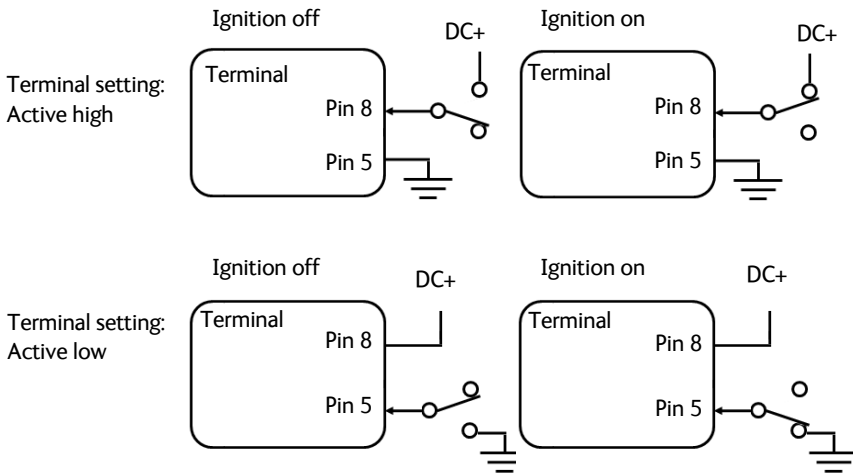 Ignition off
Ignition on
DC+
DC+
Terminal setting:
Active high
Terminal
Pin 8
Pin 5
Terminal
Pin 8
Pin 5
Ignition off
Ignition on
DC+
DC+
Terminal setting:
Active low
Terminal
Pin 8
Pin 5
Terminal
Pin 8
Pin 5